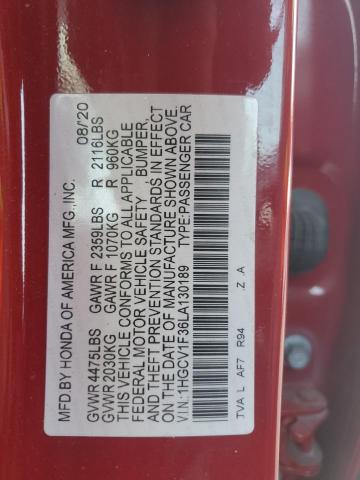 MFD BY HONDA OF AMERICA MFG.,INC. 08/20
GVWR 4475LBS GAWR F 2359LBS R 2116LBS
GVWR 2030KG GAWR F 1070KG R 960KG
THIS VEHICLE CONFORMS TO ALL APPLICABLE
FEDERAL MOTOR VEHICLE SAFETY, BUMPER,
AND THEFT PREVENTION STANDARDS IN EFFECT
ON THE DATE OF MANUFACTURE SHOWN ABOVE.
VIN: 1HGCV1F36LA130189 TYPE:PASSENGER CAR
TVA L AF7 R94 . Z . A